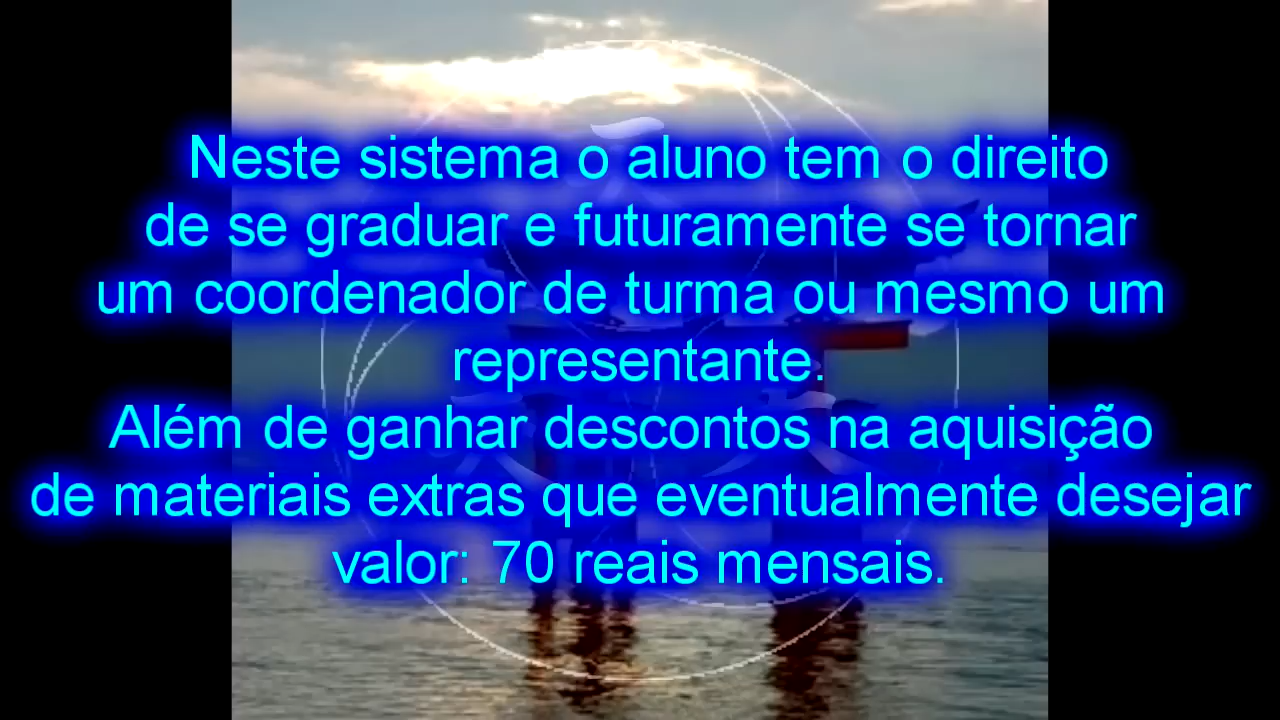 Neste sistema o aluno tem o direito
de se graduar e futuramente se tornar
um coordenador de turma ou mesmo um
representante.
Além de ganhar descontos na aquisição
de materiais extras que eventualmente desejar
valor: 70 reais mensais.